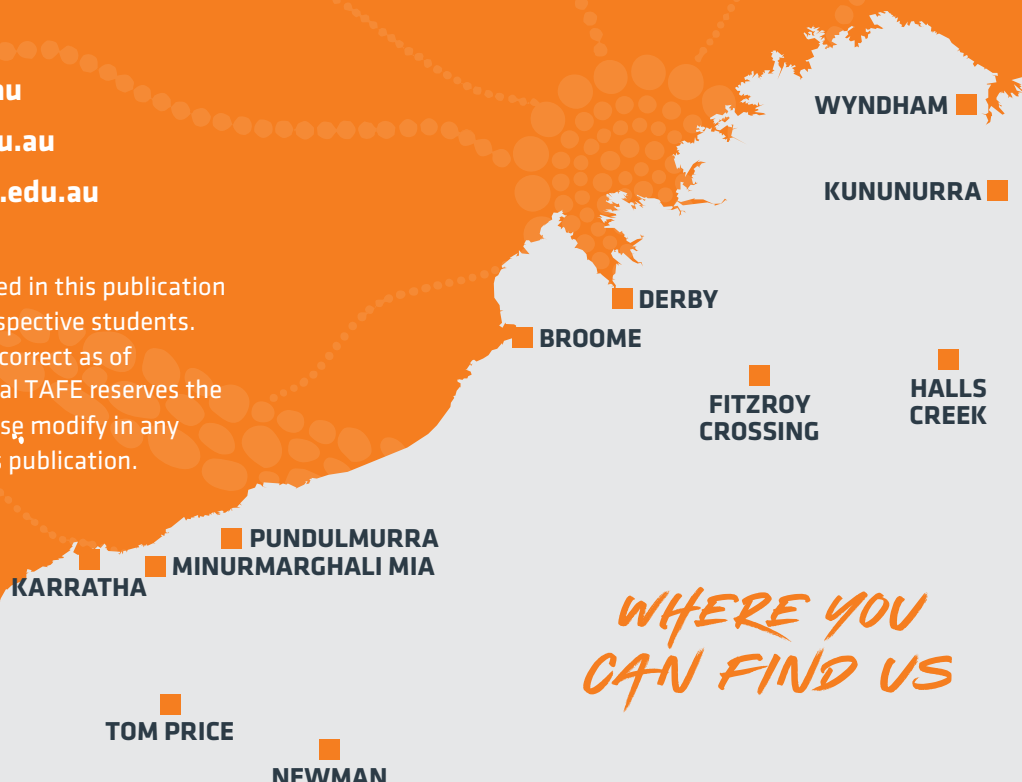 au
u.au
.edu.au
ed in this publication
spective students.
correct as of
al TAFE reserves the
se modify in any
s publication.
WYNDHAM
KUNUNURRA
DERBY
BROOME
FITZROY
CROSSING
HALLS
CREEK
PUNDULMURRA
MINURMARGHALI MIA
KARRATHA
WHERE YOU
CAN FIND US
TOM PRICE
NEWMAN